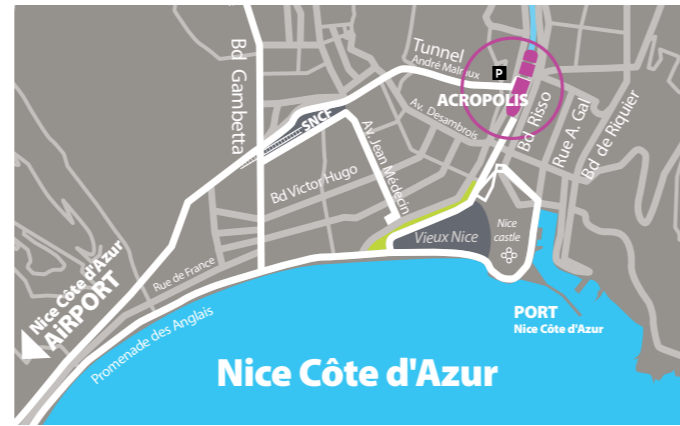 Tunnel
André Malraux
P
ACROPOLIS
Bd Gambetta
SNCF
Av. Desambrois
Bd Risso
Rue A. Gal
Bd de Riquier
Av. Jean Médecin
Bd Victor Hugo
Vieux Nice
Nice
castle
Rue de France
Nice Côte d'Azur
AiRPORT
Promenade des Anglais
PORT
Nice Côte d'Azur
Nice Côte d'Azur